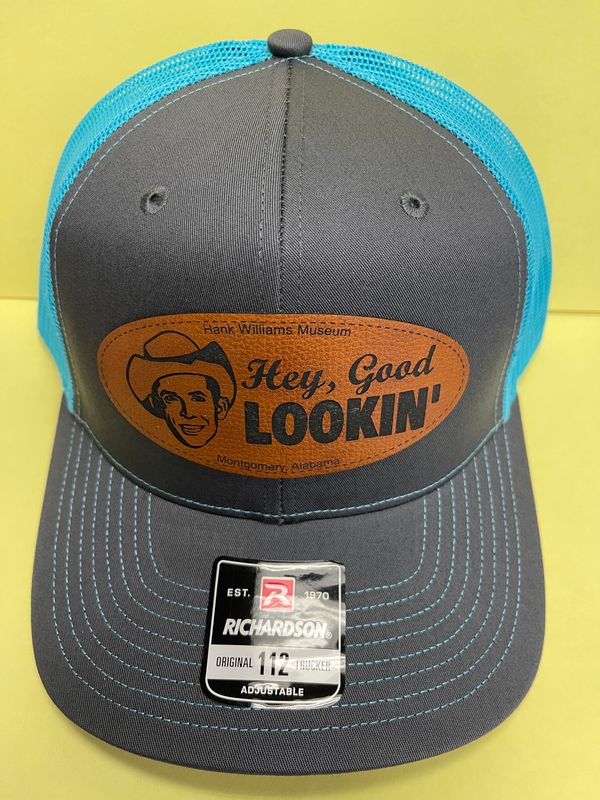 Hank Williams Museum
Hey, Good
LOOKIN'
Montgomery, Alabama
EST. R 1970
RICHARDSON®
ORIGINAL 112 TRUCKER
ADJUSTABLE